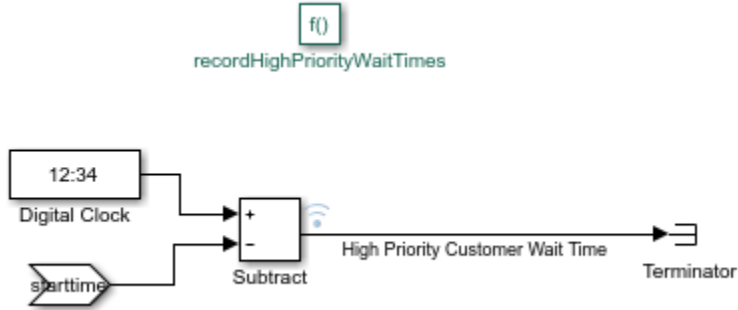 f()
recordHighPriorityWaitTimes
12:34
Digital Clock
+
−
starttime
Subtract
High Priority Customer Wait Time
Terminator